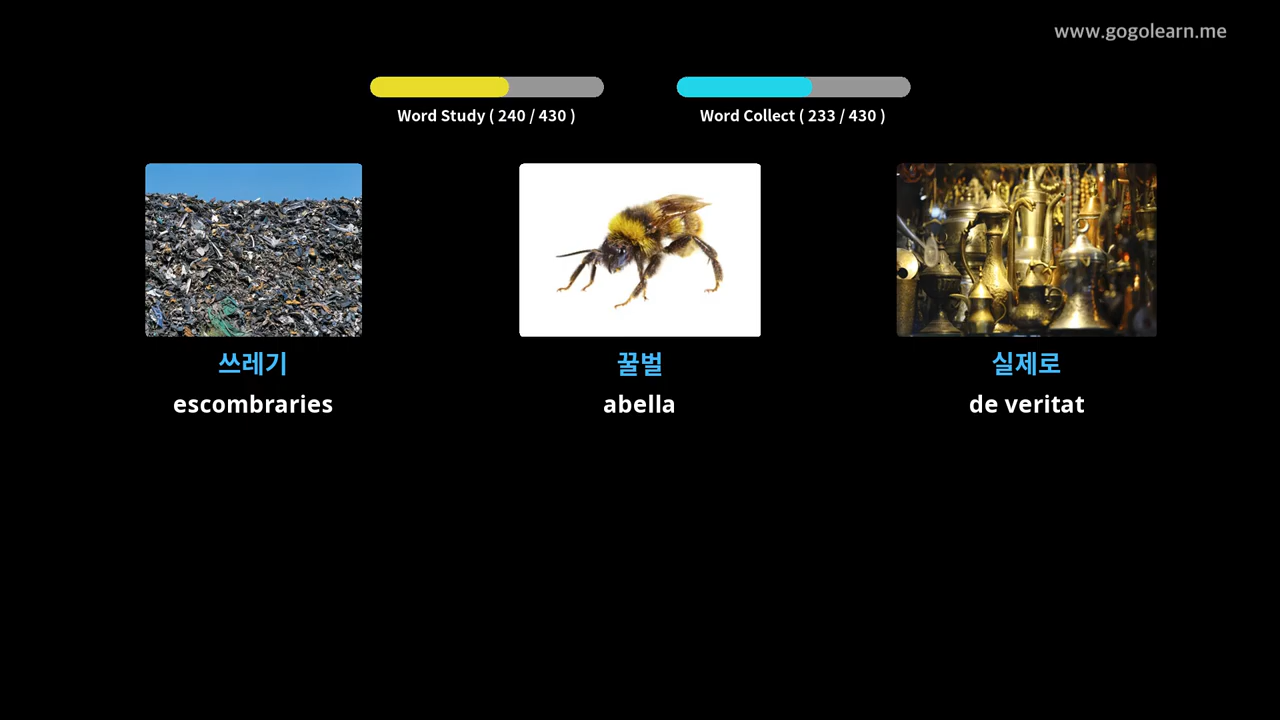 www.gogolearn.me
Word Study ( 240 / 430 )
Word Collect ( 233 / 430 )
쓰레기
꿀벌
실제로
escombraries
abella
de veritat